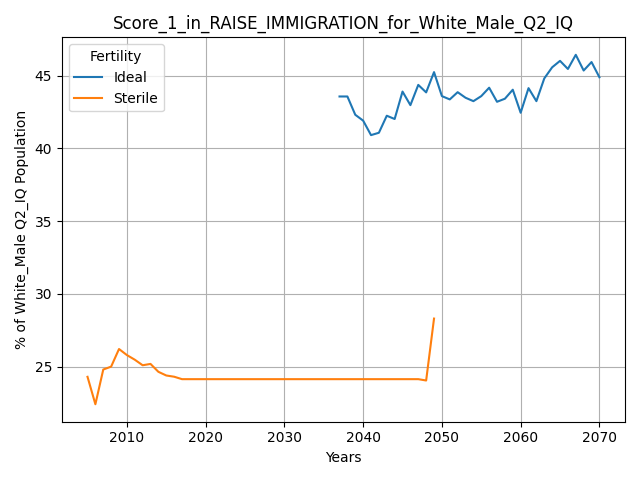 Score_1_in_RAISE_IMMIGRATION_for_White_Male_Q2_IQ
Fertility
Ideal
Sterile
% of White_Male Q2_IQ Population
45
40
35
30
25
2010 2020 2030 2040 2050 2060 2070
Years